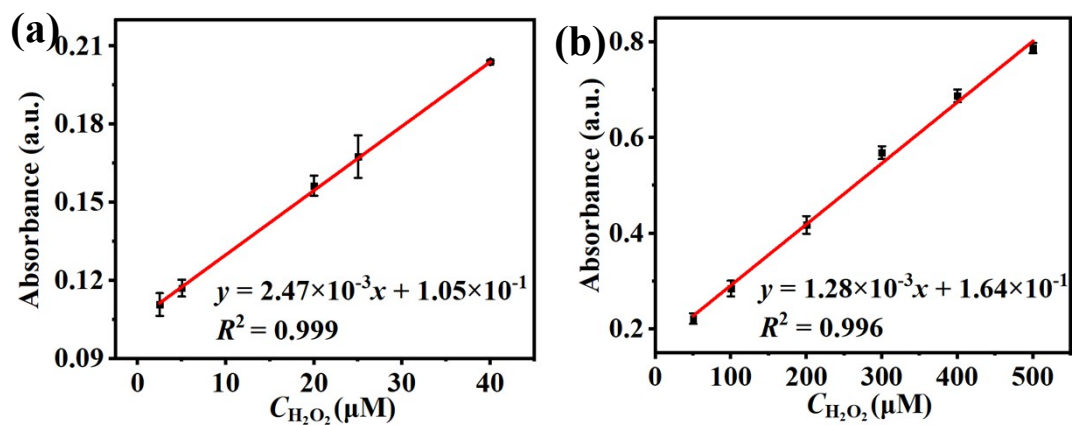 (a)
0.21
0.18
0.15
0.12
0.09
Absorbance (a.u.)
y = 2.47×10⁻³x + 1.05×10⁻¹
R² = 0.999
0 10 20 30 40
C_H₂O₂ (μM)
(b)
0.8
0.6
0.4
0.2
Absorbance (a.u.)
y = 1.28×10⁻³x + 1.64×10⁻¹
R² = 0.996
0 100 200 300 400 500
C_H₂O₂ (μM)